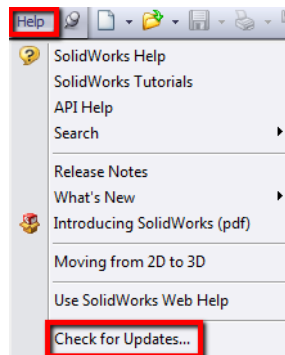 Help
SolidWorks Help
SolidWorks Tutorials
API Help
Search
Release Notes
What's New
Introducing SolidWorks (pdf)
Moving from 2D to 3D
Use SolidWorks Web Help
Check for Updates...